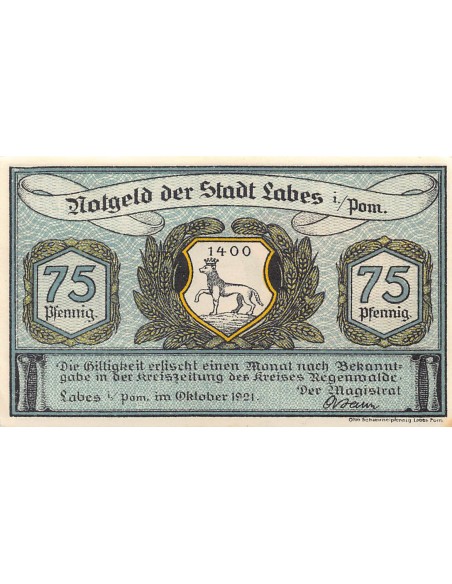 Notgeld der Stadt Labes i/Pom.
1400
75
Pfennig.
75
Pfennig.
Die Giltigkeit erlischt einen Monat nach Bekannt=
gabe in der Kreiszeitung des Kreises Regenwalde.
Labes i/Pom. im Oktober 1921.
Der Magistrat